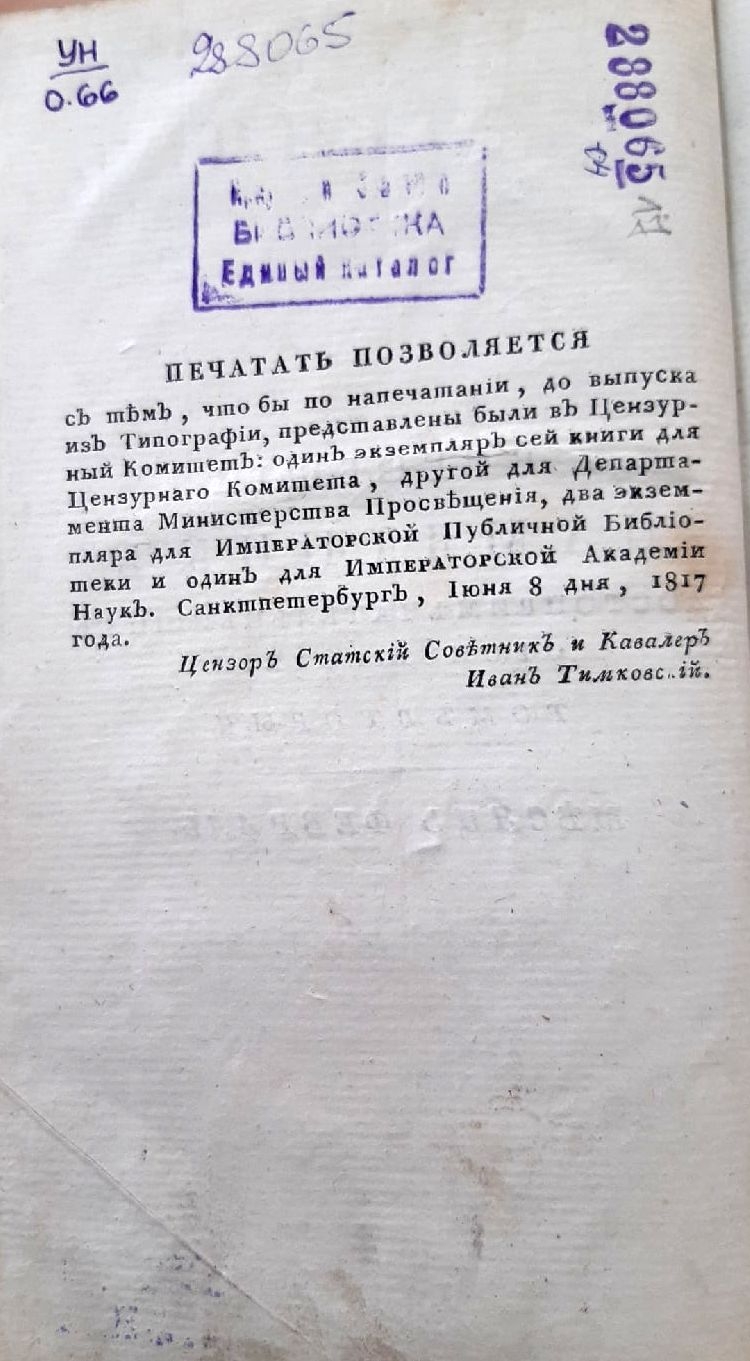 УН
0.66
288065
288065
БИБЛИОТЕКА
Единый каталог
ПЕЧАТАТЬ ПОЗВОЛЯЕТСЯ
съ тѣмъ, что бы по напечатаніи, до выпуска
изъ Типографіи, представлены были въ Цензур-
ный Комитетъ: одинъ экземпляръ сей книги для
Цензурнаго Комитета, другой для Департа-
мента Министерства Просвѣщенія, два экзем-
пляра для Императорской Публичной Библіо-
теки и одинъ для Императорской Академіи
Наукъ. Санктпетербургъ, Іюня 8 дня, 1817
года.
Цензоръ Статскій Совѣтникъ и Кавалеръ
Иванъ Тимковскій.